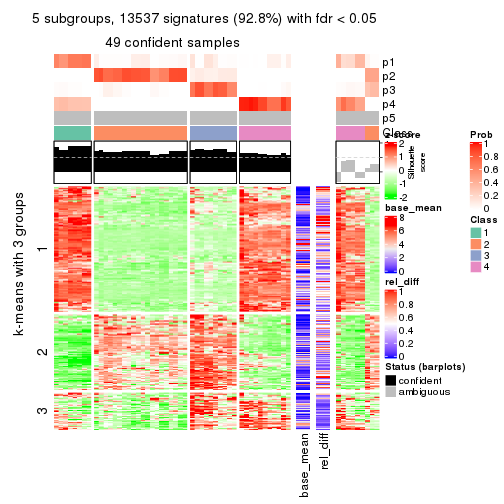 5 subgroups, 13537 signatures (92.8%) with fdr < 0.05
49 confident samples
p1
p2
p3
p4
p5
Class
Silhouette
score
k-means with 3 groups
1
2
3
base_mean
rel_diff
z-score
2
1
0
-1
-2
base_mean
8
6
4
2
0
rel_diff
1
0.8
0.6
0.4
0.2
0
Status (barplots)
confident
ambiguous
Prob
1
0.8
0.6
0.4
0.2
0
Class
1
2
3
4